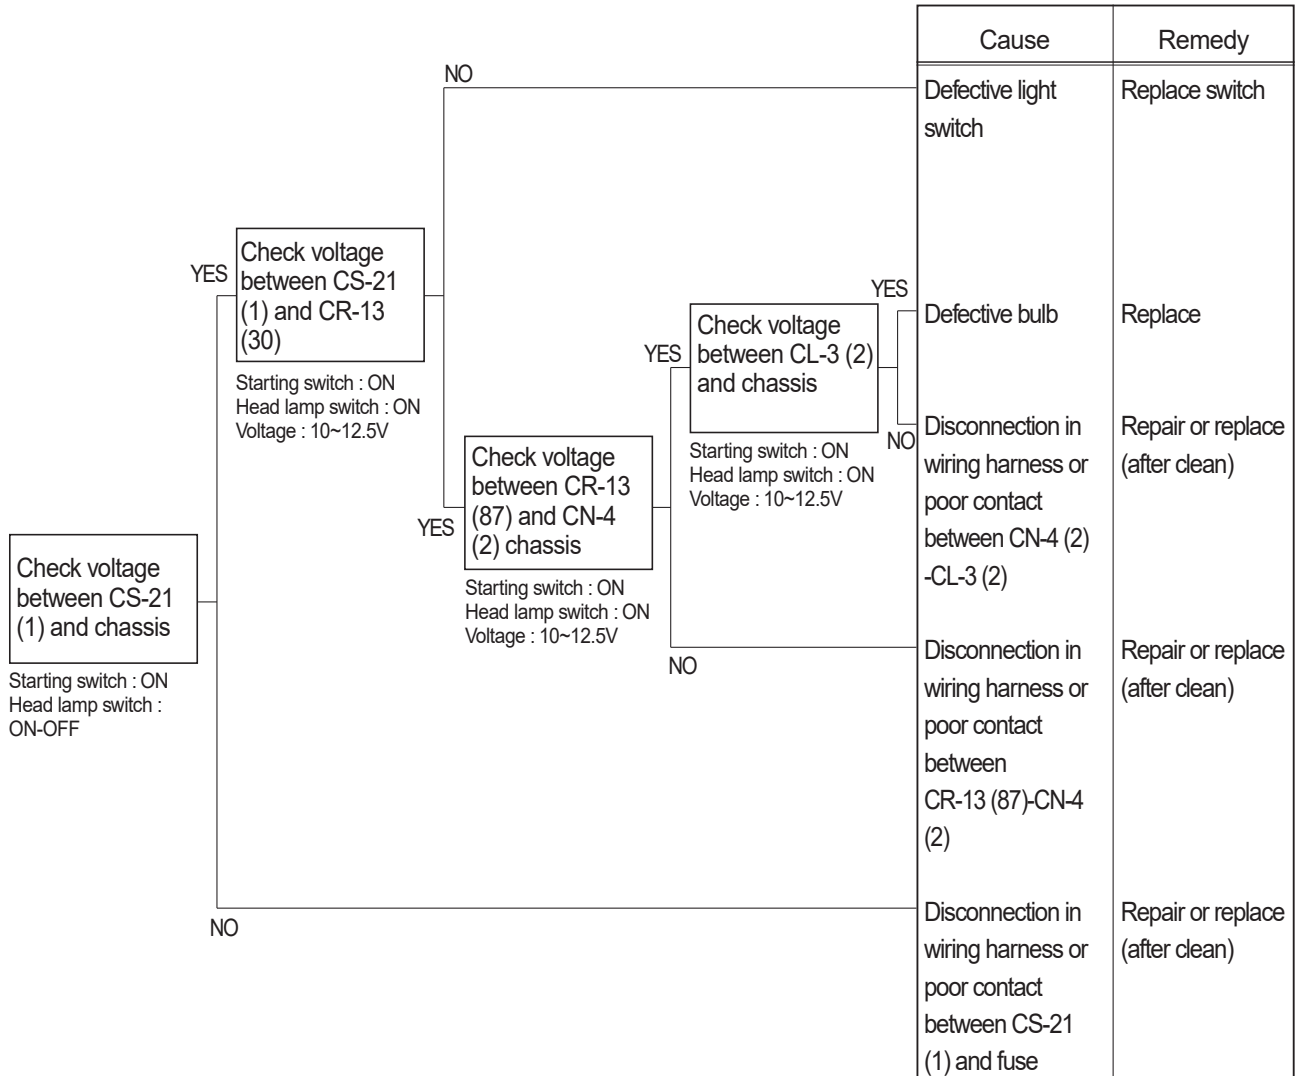 Cause
Remedy
NO
Defective light
switch
Replace switch
YES
Check voltage
between CS-21
(1) and CR-13
(30)
Starting switch : ON
Head lamp switch : ON
Voltage : 10~12.5V
YES
Check voltage
between CL-3 (2)
and chassis
YES
Defective bulb
Replace
Starting switch : ON
Head lamp switch : ON
Voltage : 10~12.5V
NO
Disconnection in
wiring harness or
poor contact
between CN-4 (2)
-CL-3 (2)
Repair or replace
(after clean)
YES
Check voltage
between CR-13
(87) and CN-4
(2) chassis
Starting switch : ON
Head lamp switch : ON
Voltage : 10~12.5V
NO
Disconnection in
wiring harness or
poor contact
between
CR-13 (87)-CN-4
(2)
Repair or replace
(after clean)
Check voltage
between CS-21
(1) and chassis
Starting switch : ON
Head lamp switch :
ON-OFF
NO
Disconnection in
wiring harness or
poor contact
between CS-21
(1) and fuse
Repair or replace
(after clean)